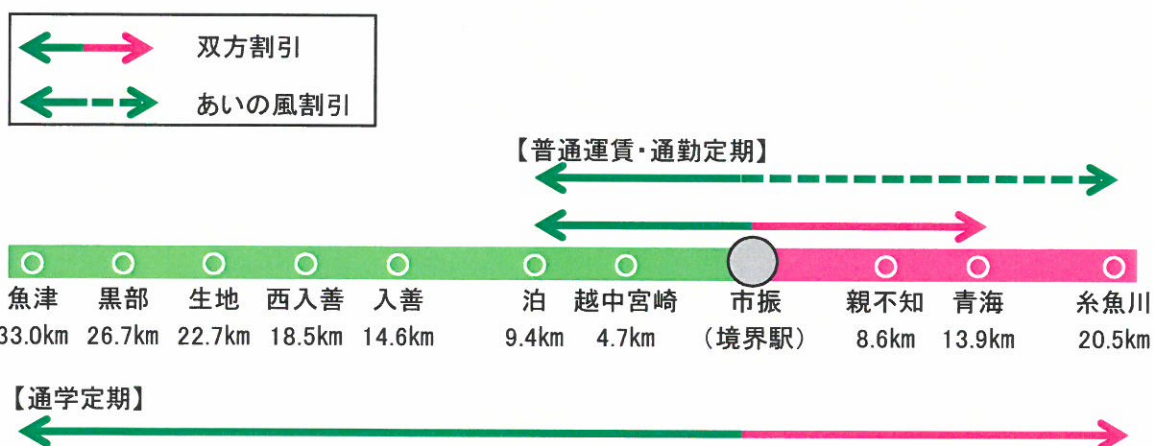 双方割引
あいの風割引
【普通運賃・通勤定期】
魚津 黒部 生地 西入善 入善 泊 越中宮崎 市振 親不知 青海 糸魚川
33.0km 26.7km 22.7km 18.5km 14.6km 9.4km 4.7km （境界駅） 8.6km 13.9km 20.5km
【通学定期】